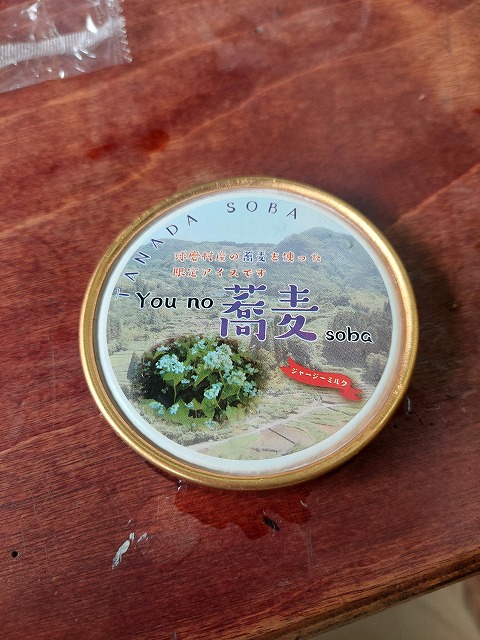 TANADA SOBA
球磨村産の蕎麦を使った
限定アイスです
You no 蕎麦 soba
ジャージーミルク